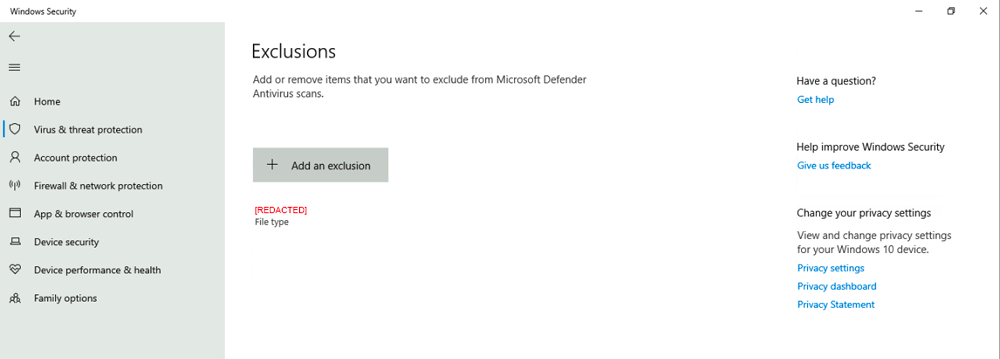 Windows Security
Home
Virus & threat protection
Account protection
Firewall & network protection
App & browser control
Device security
Device performance & health
Family options
Exclusions
Add or remove items that you want to exclude from Microsoft Defender
Antivirus scans.
Add an exclusion
[REDACTED]
File type
Have a question?
Get help
Help improve Windows Security
Give us feedback
Change your privacy settings
View and change privacy settings
for your Windows 10 device.
Privacy settings
Privacy dashboard
Privacy Statement